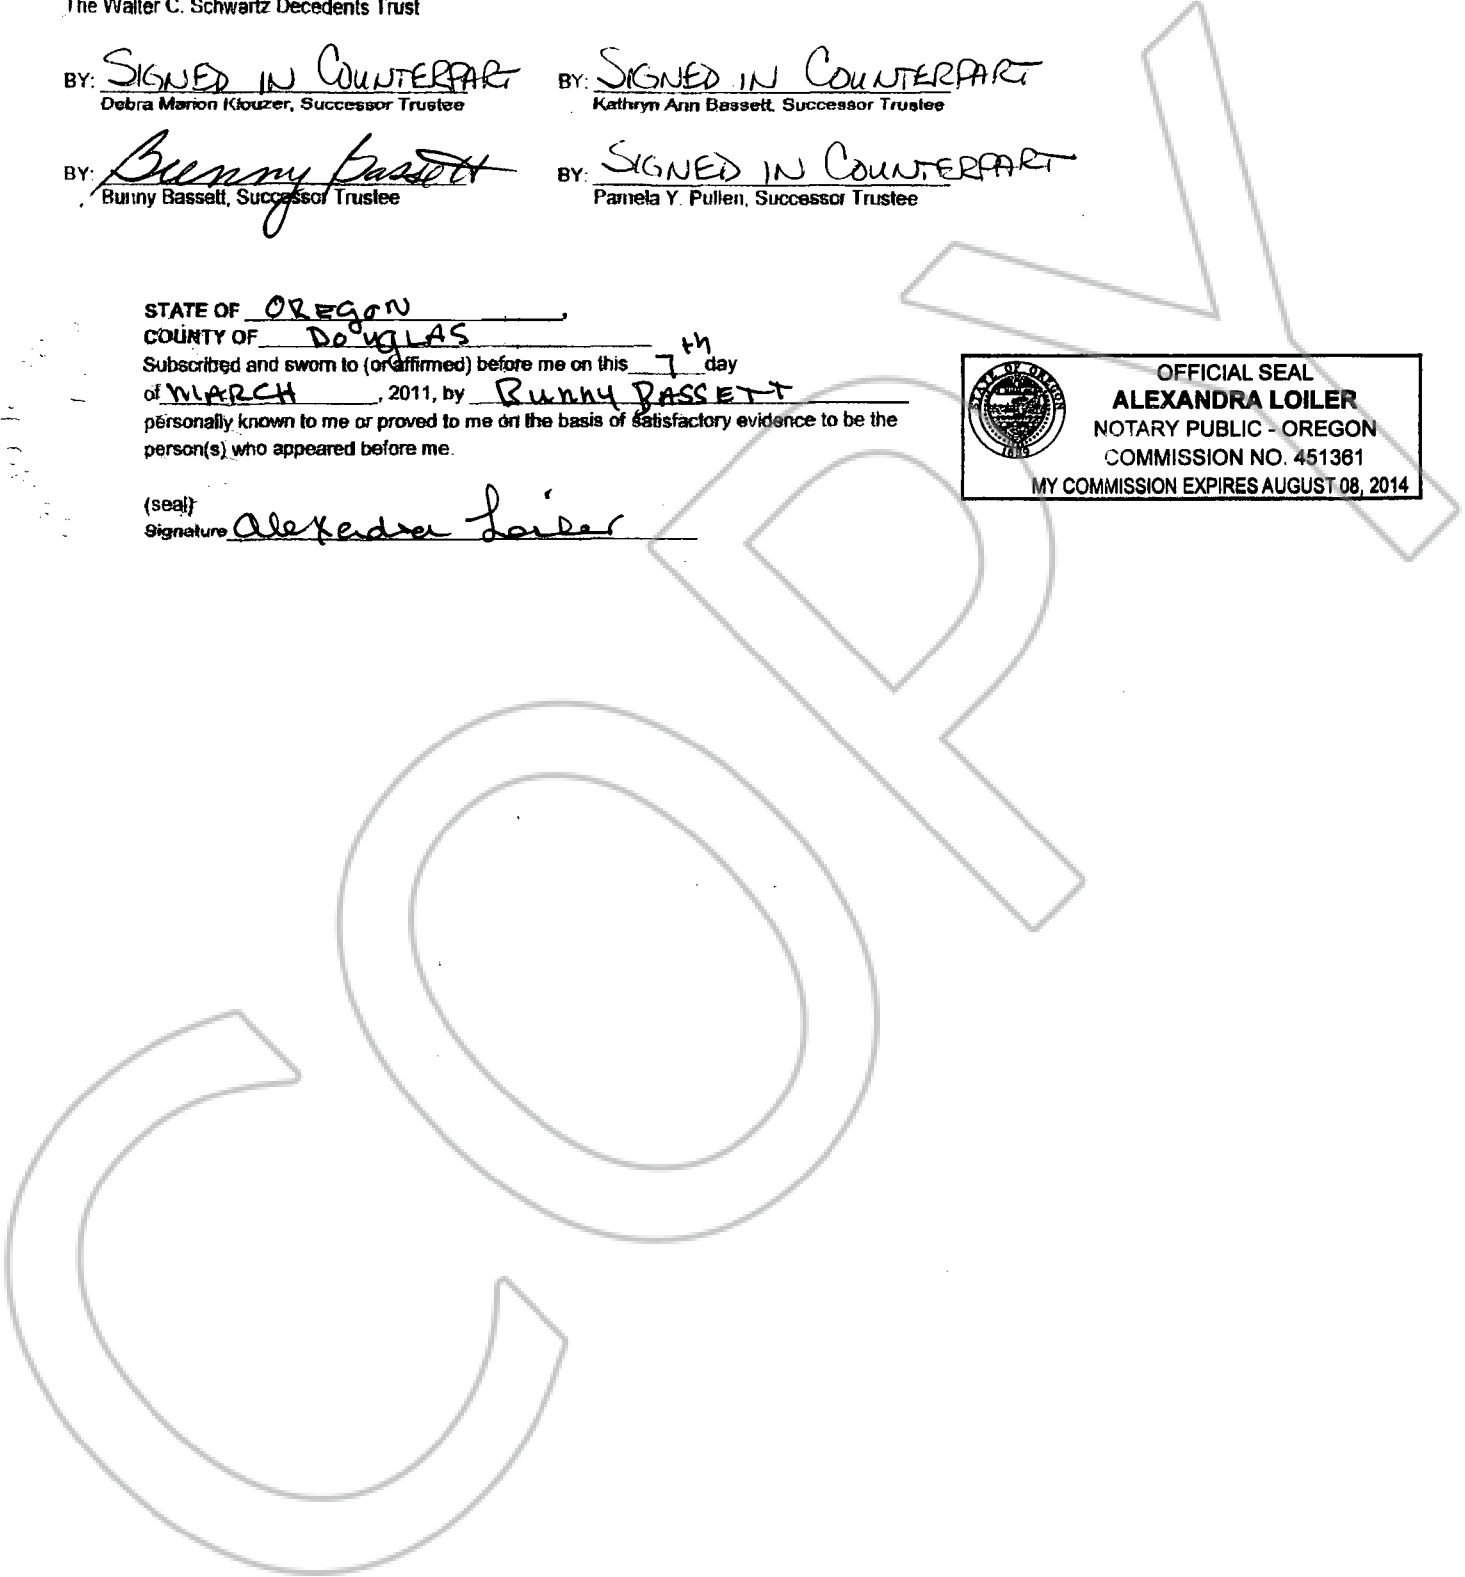 The Walter C. Schwartz Decedents Trust
BY: SIGNED IN COUNTERPART BY: SIGNED IN COUNTERPART
Debra Marion Klouzer, Successor Trustee Kathryn Ann Bassett, Successor Trustee
BY: Bunny Bassett BY: SIGNED IN COUNTERPART
Bunny Bassett, Successor Trustee Pamela Y. Pullen, Successor Trustee
STATE OF OREGON,
COUNTY OF DOUGLAS
Subscribed and sworn to (or affirmed) before me on this 7th day
of MARCH, 2011, by Bunny BASSETT
personally known to me or proved to me on the basis of satisfactory evidence to be the
person(s) who appeared before me.
(seal)
Signature Alexandra Loiler
STATE OF OREGON
1859
OFFICIAL SEAL
ALEXANDRA LOILER
NOTARY PUBLIC - OREGON
COMMISSION NO. 451361
MY COMMISSION EXPIRES AUGUST 08, 2014
COPY